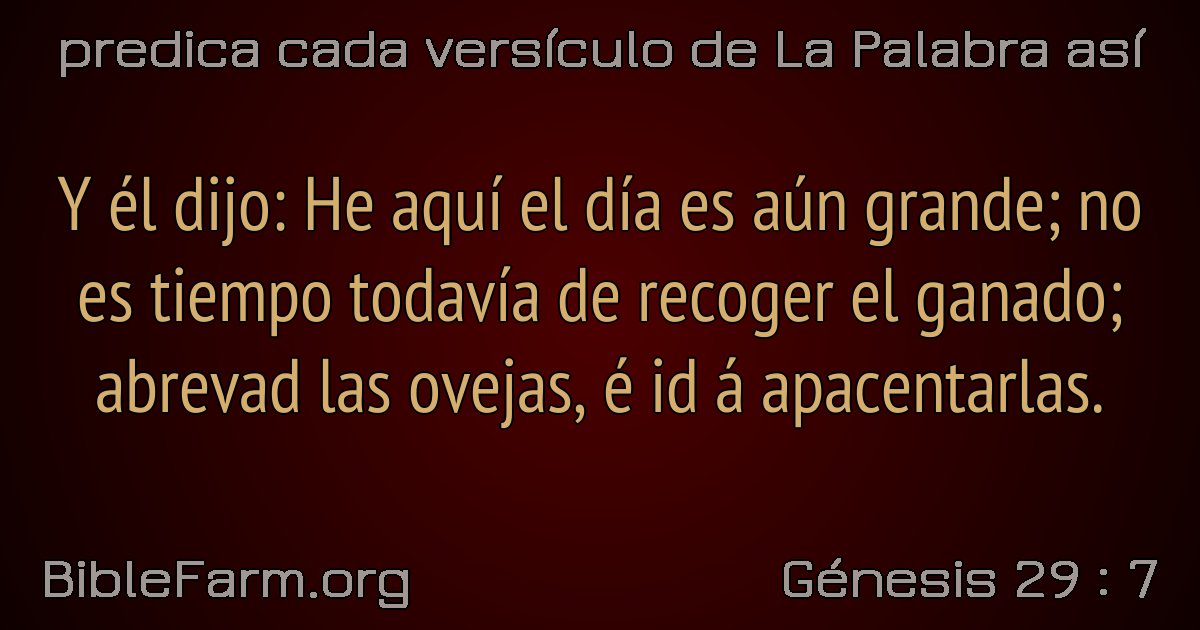 predica cada versículo de La Palabra así
Y él dijo: He aquí el día es aún grande; no
es tiempo todavía de recoger el ganado;
abrevad las ovejas, é id á apacentarlas.
BibleFarm.org
Génesis 29 : 7